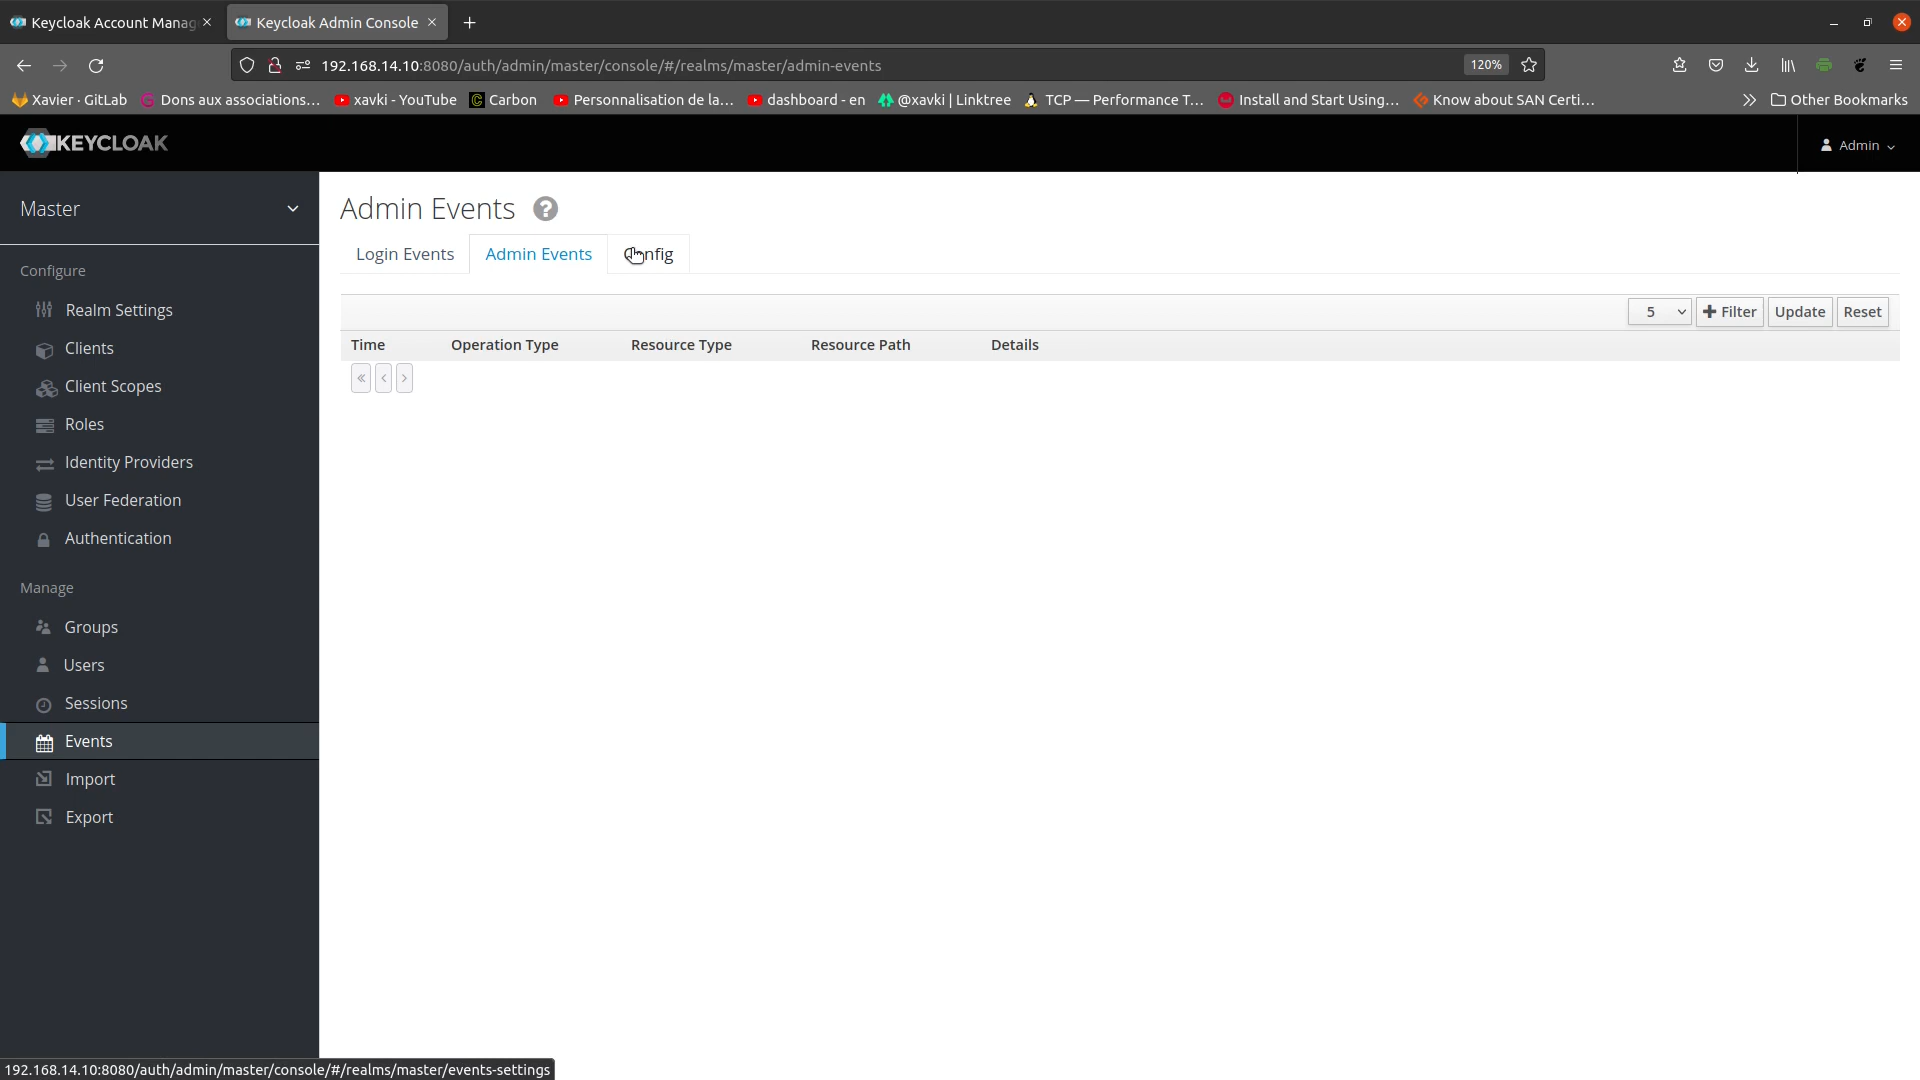 Keycloak Account Manag
Keycloak Admin Console
192.168.14.10:8080/auth/admin/master/console/#/realms/master/admin-events
120%
Xavier · GitLab
Dons aux associations…
xavki - YouTube
Carbon
Personnalisation de la…
dashboard - en
@xavki | Linktree
TCP — Performance T…
Install and Start Using…
Know about SAN Certi…
Other Bookmarks
KEYCLOAK
Admin
Master
Configure
Realm Settings
Clients
Client Scopes
Roles
Identity Providers
User Federation
Authentication
Manage
Groups
Users
Sessions
Events
Import
Export
Admin Events ?
Login Events
Admin Events
Config
5
Filter
Update
Reset
Time
Operation Type
Resource Type
Resource Path
Details
« ‹ ›
192.168.14.10:8080/auth/admin/master/console/#/realms/master/events-settings